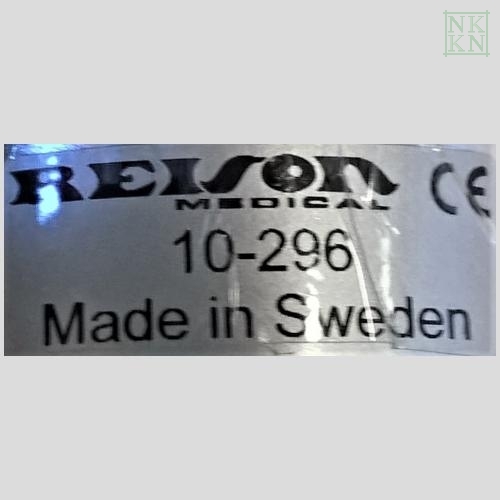 NK
KN
REISON CE
MEDICAL
10-296
Made in Sweden